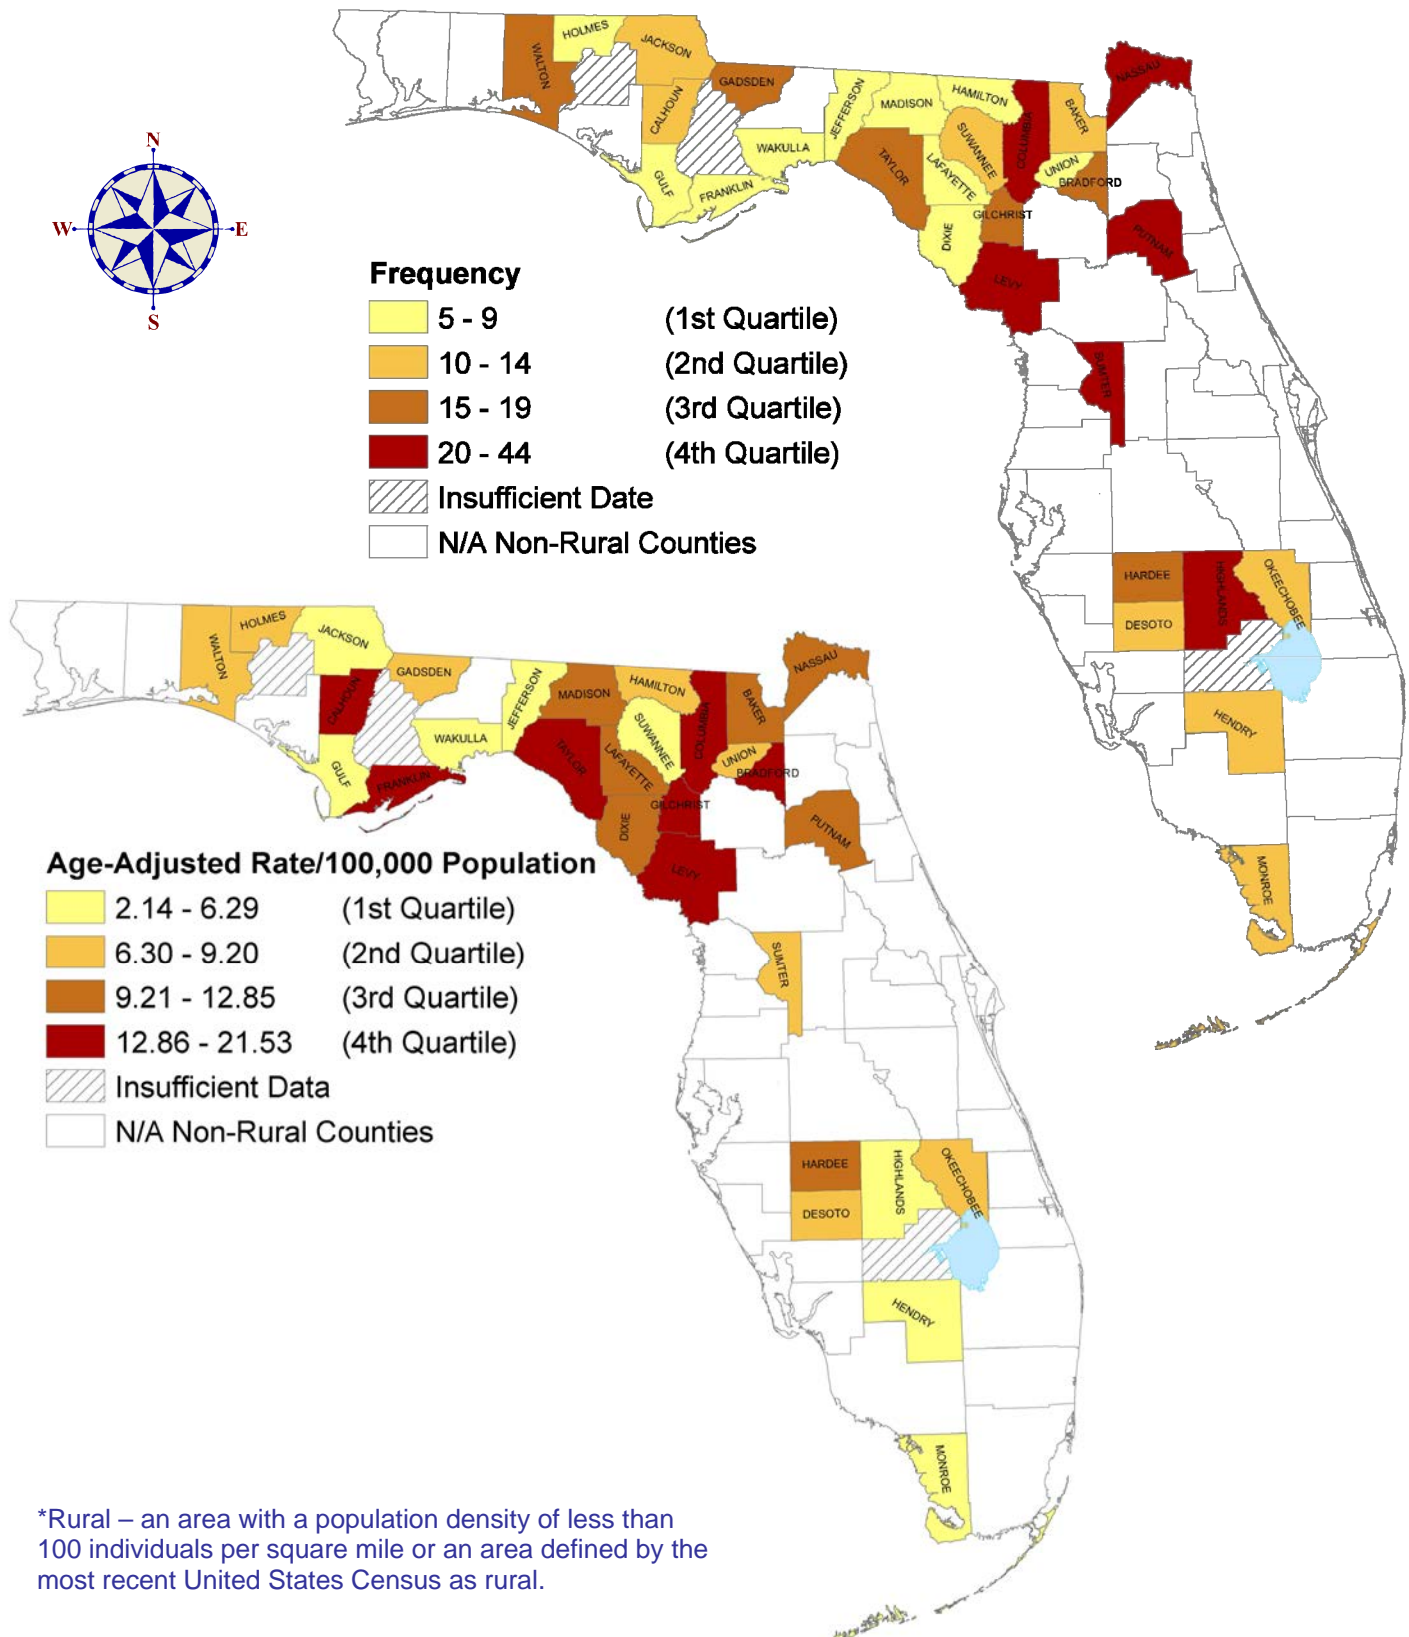 HOLMES
JACKSON
WALTON
GADSDEN
CALHOUN
WAKULLA
GULF
FRANKLIN
JEFFERSON
MADISON
HAMILTON
TAYLOR
LAFAYETTE
SUWANNEE
COLUMBIA
BAKER
NASSAU
UNION
BRADFORD
GILCHRIST
DIXIE
LEVY
PUTNAM
SUMTER
HARDEE
HIGHLANDS
OKEECHOBEE
DESOTO
HENDRY
MONROE
N
W
E
S
Frequency
5 - 9 (1st Quartile)
10 - 14 (2nd Quartile)
15 - 19 (3rd Quartile)
20 - 44 (4th Quartile)
Insufficient Date
N/A Non-Rural Counties
HOLMES
JACKSON
WALTON
GADSDEN
CALHOUN
WAKULLA
GULF
FRANKLIN
JEFFERSON
MADISON
HAMILTON
TAYLOR
LAFAYETTE
SUWANNEE
COLUMBIA
BAKER
NASSAU
UNION
BRADFORD
GILCHRIST
DIXIE
LEVY
PUTNAM
SUMTER
HARDEE
HIGHLANDS
OKEECHOBEE
DESOTO
HENDRY
MONROE
Age-Adjusted Rate/100,000 Population
2.14 - 6.29 (1st Quartile)
6.30 - 9.20 (2nd Quartile)
9.21 - 12.85 (3rd Quartile)
12.86 - 21.53 (4th Quartile)
Insufficient Data
N/A Non-Rural Counties
*Rural – an area with a population density of less than
100 individuals per square mile or an area defined by the
most recent United States Census as rural.